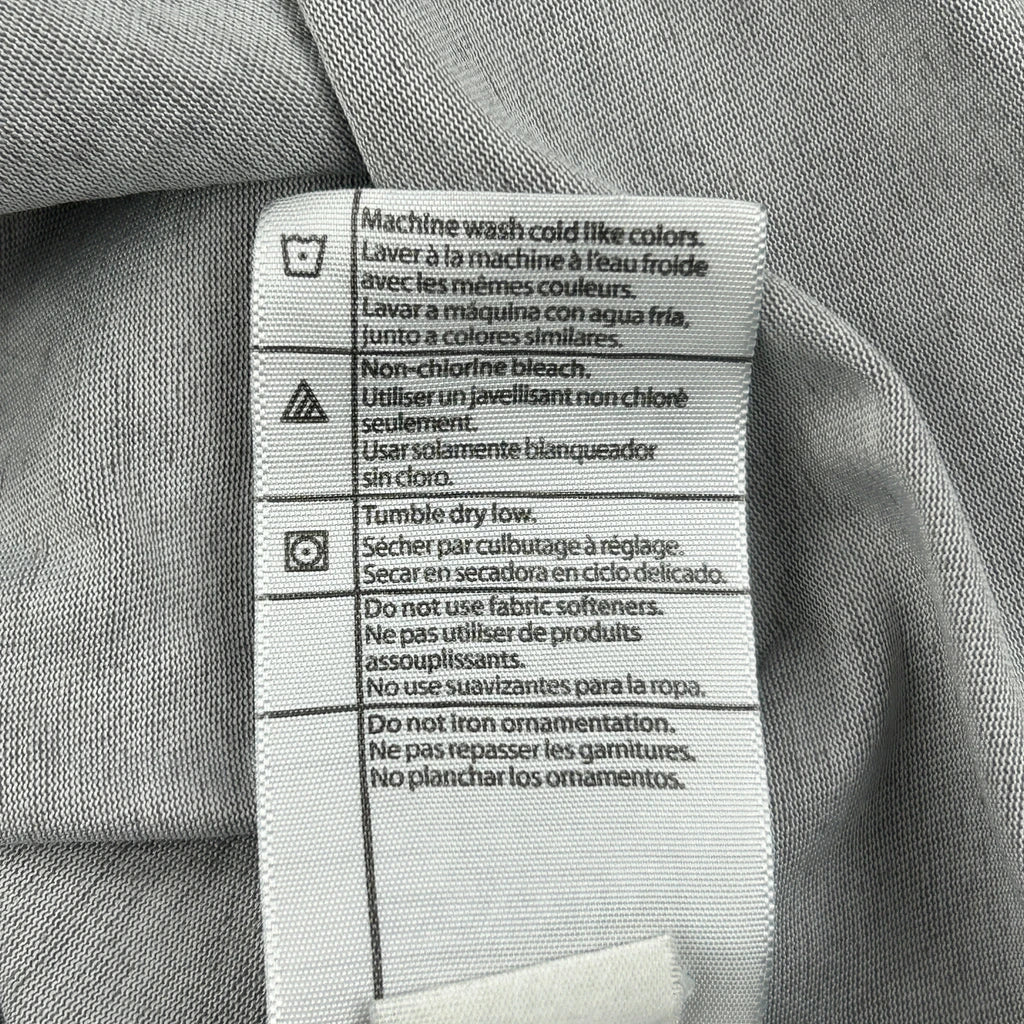 Machine wash cold like colors.
Laver à la machine à l'eau froide
avec les mêmes couleurs.
Lavar a máquina con agua fría,
junto a colores similares.
Non-chlorine bleach.
Utiliser un javellisant non chloré
seulement.
Usar solamente blanqueador
sin cloro.
Tumble dry low.
Sécher par culbutage à réglage.
Secar en secadora en ciclo delicado.
Do not use fabric softeners.
Ne pas utiliser de produits
assouplissants.
No use suavizantes para la ropa.
Do not iron ornamentation.
Ne pas repasser les garnitures.
No planchar los ornamentos.